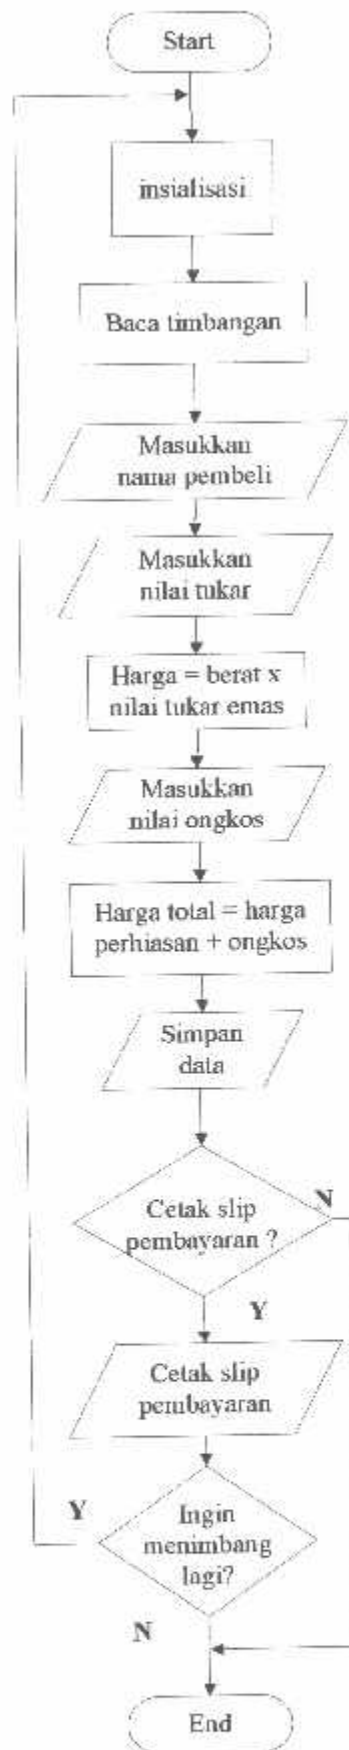 Start
insialisasi
Baca timbangan
Masukkan
nama pembeli
Masukkan
nilai tukar
Harga = berat x
nilai tukar emas
Masukkan
nilai ongkos
Harga total = harga
perhiasan + ongkos
Simpan
data
Cetak slip
pembayaran ?
N
Y
Cetak slip
pembayaran
Ingin
menimbang
lagi?
Y
N
End